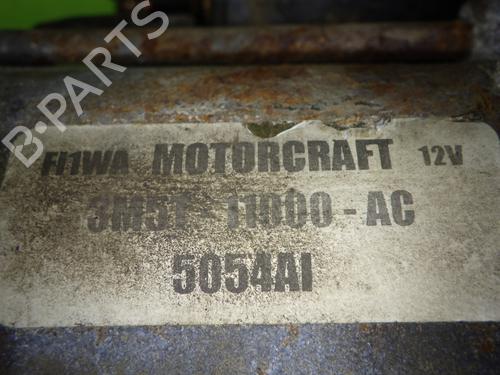 B-PARTS
FI1WA MOTORCRAFT 12V
3M5T-11000-AC
5054AI